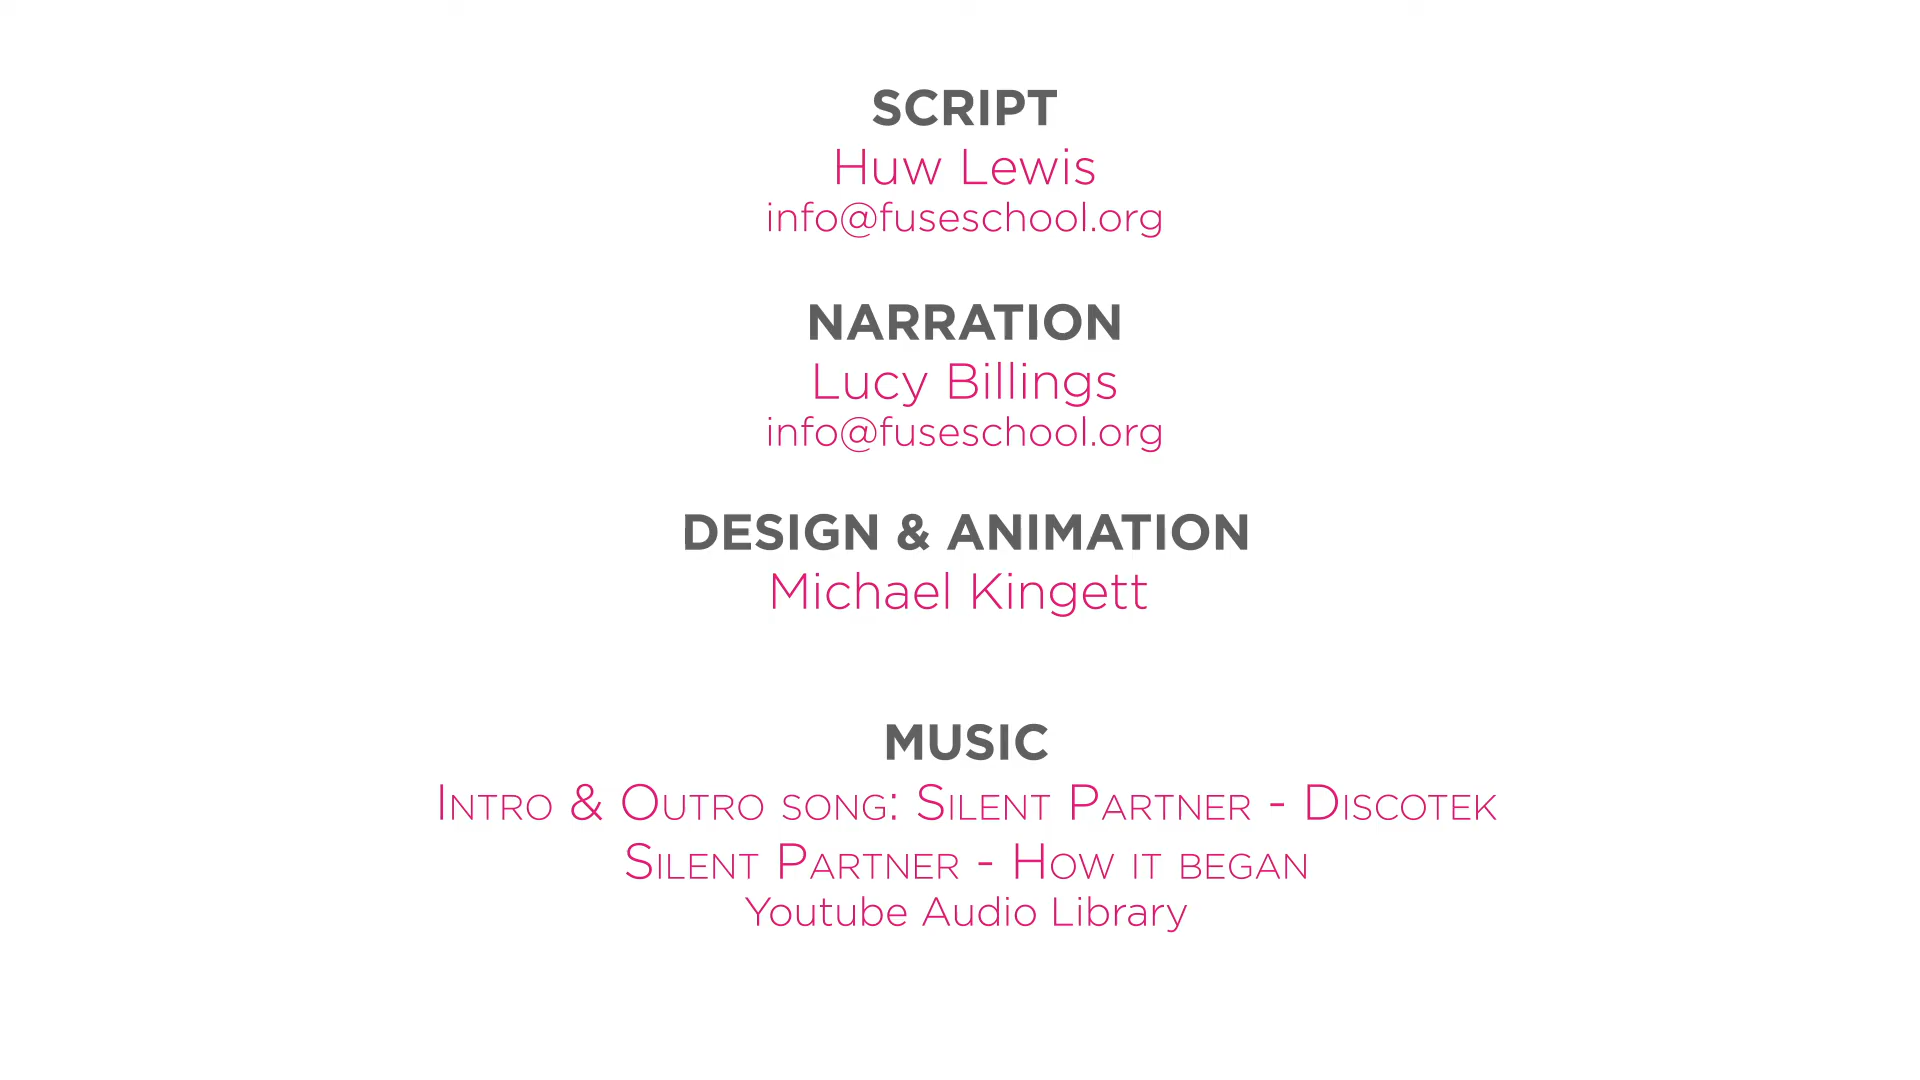 SCRIPT
Huw Lewis
info@fuseschool.org
NARRATION
Lucy Billings
info@fuseschool.org
DESIGN & ANIMATION
Michael Kingett
MUSIC
Intro & Outro song: Silent Partner - Discotek
Silent Partner - How it began
Youtube Audio Library